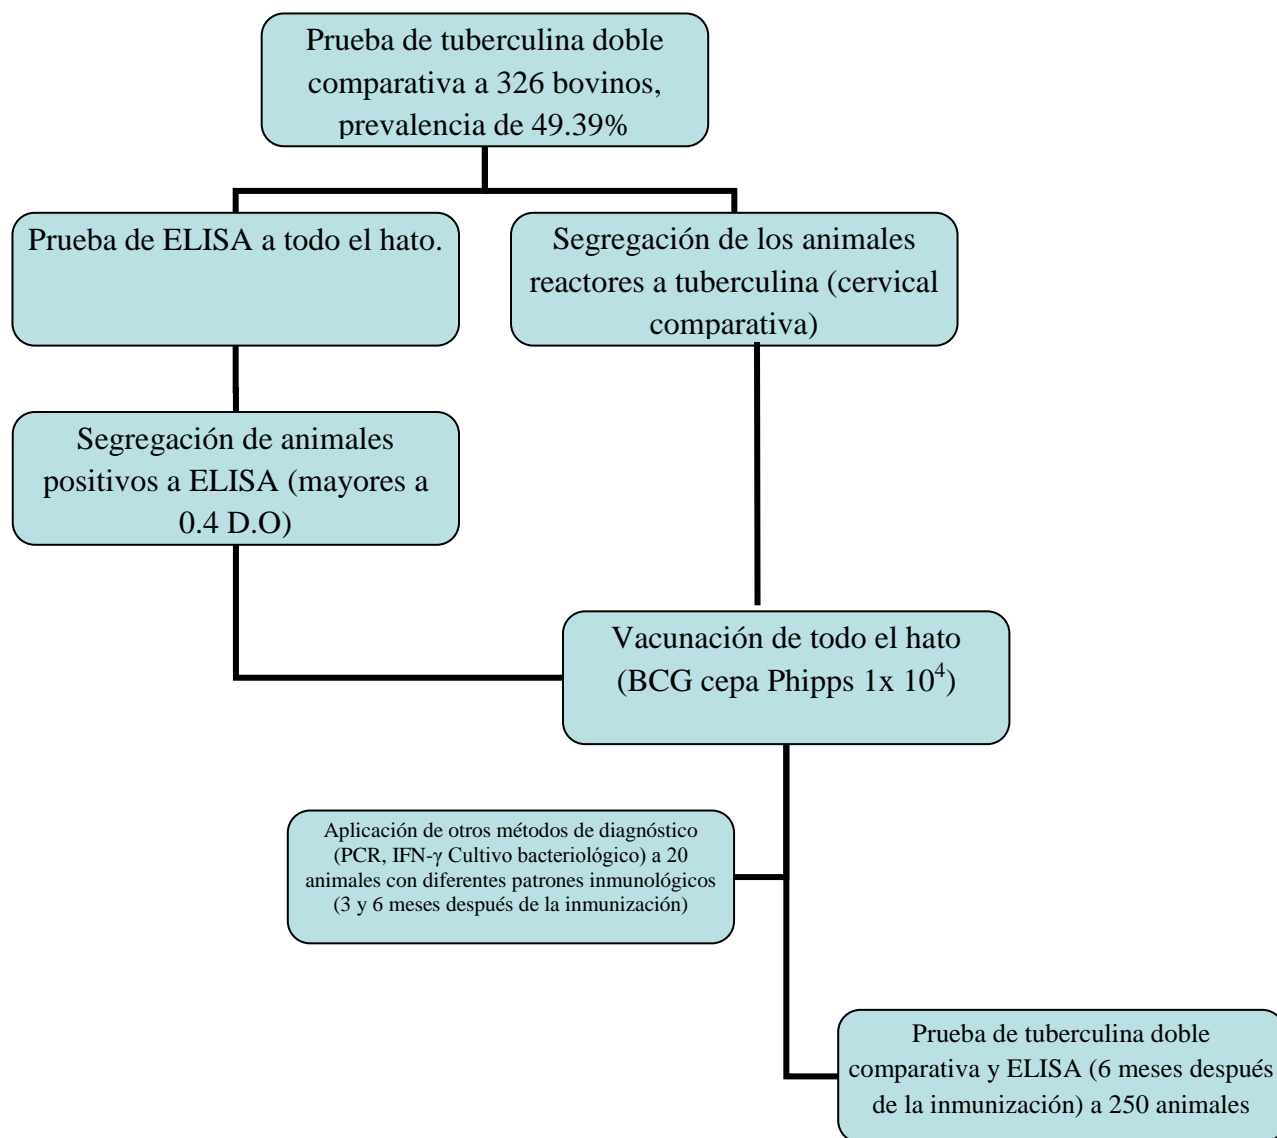 Prueba de tuberculina doble
comparativa a 326 bovinos,
prevalencia de 49.39%
Prueba de ELISA a todo el hato.
Segregación de los animales
reactores a tuberculina (cervical
comparativa)
Segregación de animales
positivos a ELISA (mayores a
0.4 D.O)
Vacunación de todo el hato
(BCG cepa Phipps 1x 10⁴)
Aplicación de otros métodos de diagnóstico
(PCR, IFN-γ Cultivo bacteriológico) a 20
animales con diferentes patrones inmunológicos
(3 y 6 meses después de la inmunización)
Prueba de tuberculina doble
comparativa y ELISA (6 meses después
de la inmunización) a 250 animales